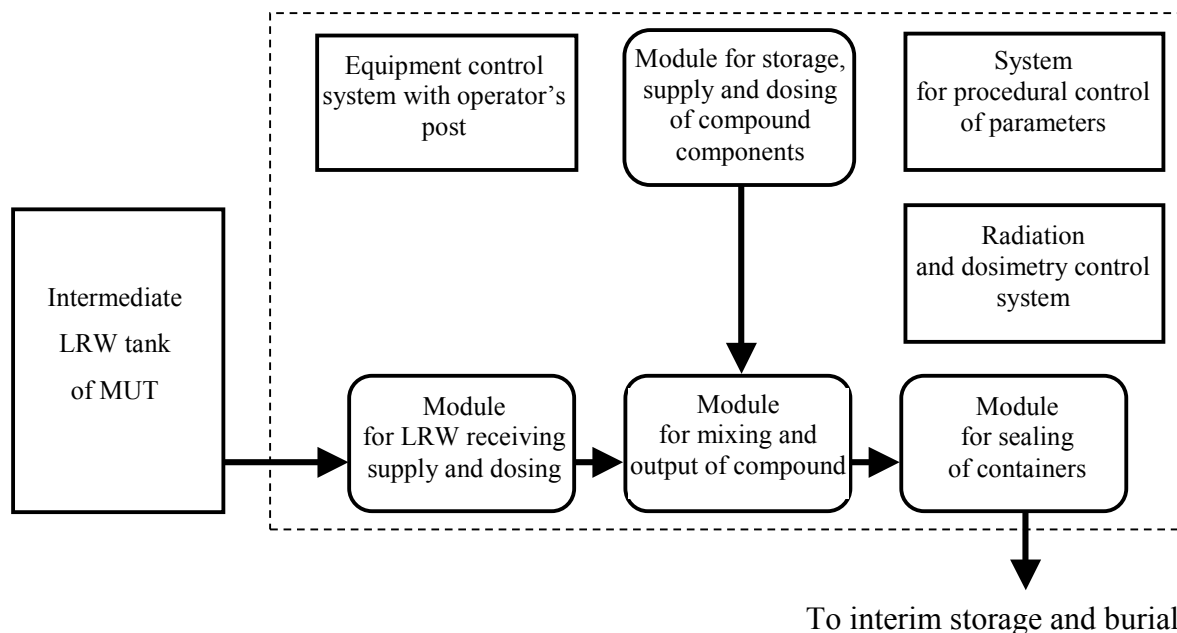 Equipment control
system with operator’s
post
Module for storage,
supply and dosing
of compound
components
System
for procedural control
of parameters
Radiation
and dosimetry control
system
Intermediate
LRW tank
of MUT
Module
for LRW receiving
supply and dosing
Module
for mixing and
output of compound
Module
for sealing
of containers
To interim storage and burial